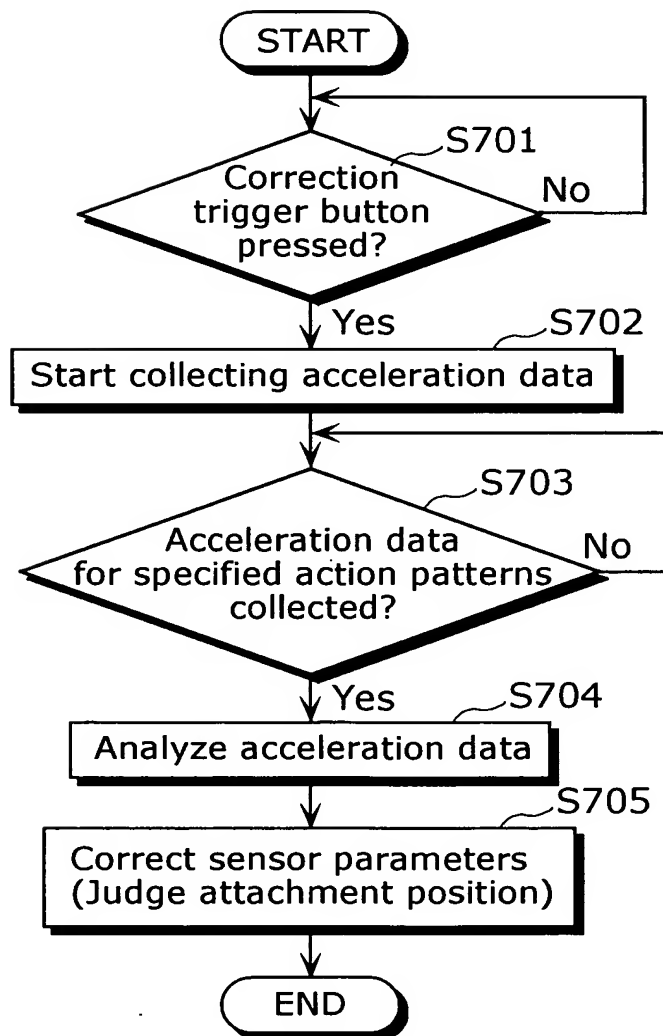 START
S701
Correction
trigger button
pressed?
No
Yes
S702
Start collecting acceleration data
S703
Acceleration data
for specified action patterns
collected?
No
Yes
S704
Analyze acceleration data
S705
Correct sensor parameters
(Judge attachment position)
END